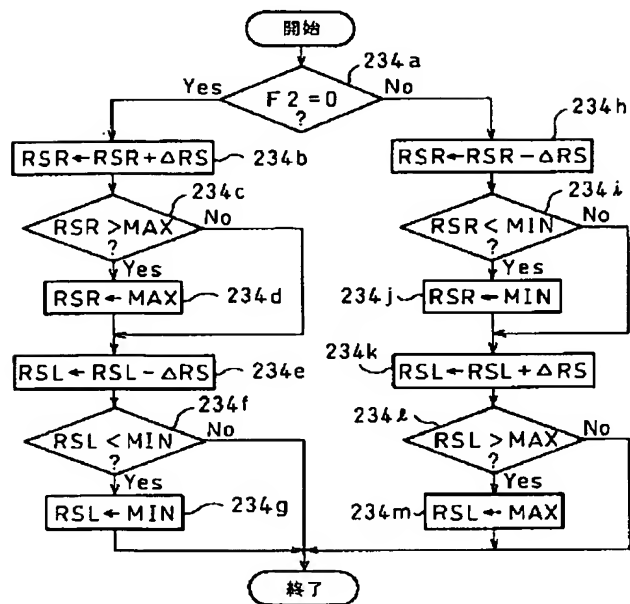 開始
234a
Yes
F2=0
?
No
234h
RSR←RSR+ΔRS
234b
RSR←RSR-ΔRS
234c
RSR>MAX
?
No
Yes
234i
RSR<MIN
?
No
Yes
RSR←MAX
234d
234j
RSR←MIN
RSL←RSL-ΔRS
234e
234k
RSL←RSL+ΔRS
234f
RSL<MIN
?
No
Yes
234ℓ
RSL>MAX
?
No
Yes
RSL←MIN
234g
234m
RSL←MAX
終了